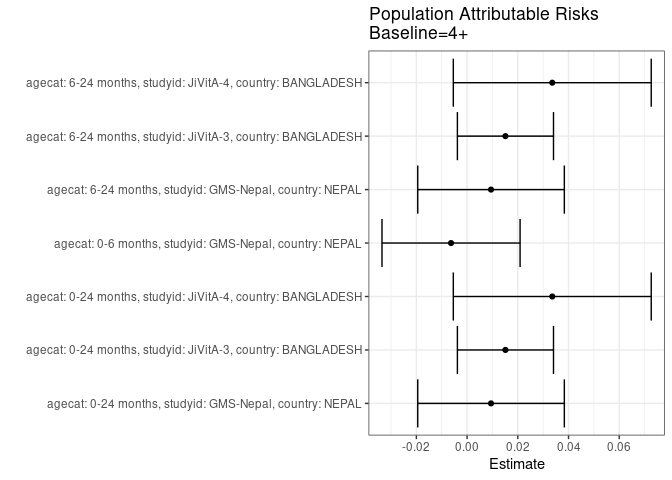 Population Attributable Risks
Baseline=4+
agecat: 6-24 months, studyid: JiVitA-4, country: BANGLADESH
agecat: 6-24 months, studyid: JiVitA-3, country: BANGLADESH
agecat: 6-24 months, studyid: GMS-Nepal, country: NEPAL
agecat: 0-6 months, studyid: GMS-Nepal, country: NEPAL
agecat: 0-24 months, studyid: JiVitA-4, country: BANGLADESH
agecat: 0-24 months, studyid: JiVitA-3, country: BANGLADESH
agecat: 0-24 months, studyid: GMS-Nepal, country: NEPAL
-0.02 0.00 0.02 0.04 0.06
Estimate